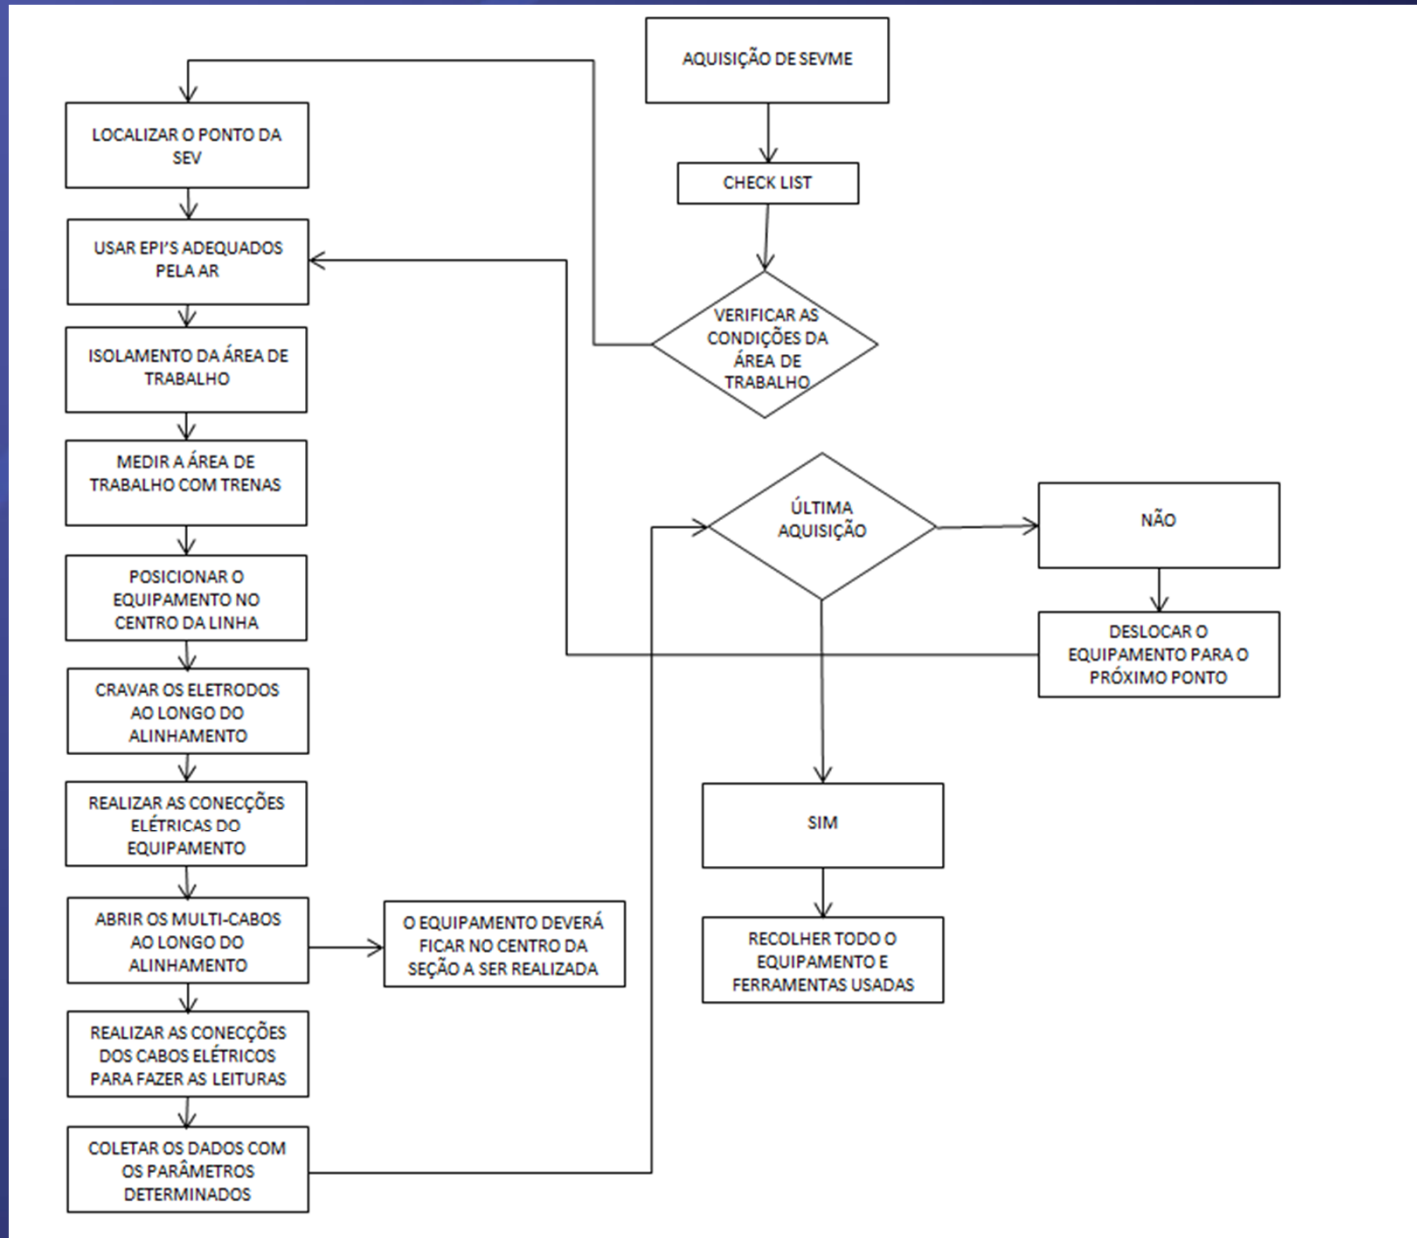 AQUISIÇÃO DE SEVME
CHECK LIST
VERIFICAR AS
CONDIÇÕES DA
ÁREA DE
TRABALHO
LOCALIZAR O PONTO DA
SEV
USAR EPI'S ADEQUADOS
PELA AR
ISOLAMENTO DA ÁREA DE
TRABALHO
MEDIR A ÁREA DE
TRABALHO COM TRENAS
POSICIONAR O
EQUIPAMENTO NO
CENTRO DA LINHA
CRAVAR OS ELETRODOS
AO LONGO DO
ALINHAMENTO
REALIZAR AS CONECÇÕES
ELÉTRICAS DO
EQUIPAMENTO
ABRIR OS MULTI-CABOS
AO LONGO DO
ALINHAMENTO
O EQUIPAMENTO DEVERÁ
FICAR NO CENTRO DA
SEÇÃO A SER REALIZADA
REALIZAR AS CONECÇÕES
DOS CABOS ELÉTRICOS
PARA FAZER AS LEITURAS
COLETAR OS DADOS COM
OS PARÂMETROS
DETERMINADOS
ÚLTIMA
AQUISIÇÃO
NÃO
DESLOCAR O
EQUIPAMENTO PARA O
PRÓXIMO PONTO
SIM
RECOLHER TODO O
EQUIPAMENTO E
FERRAMENTAS USADAS